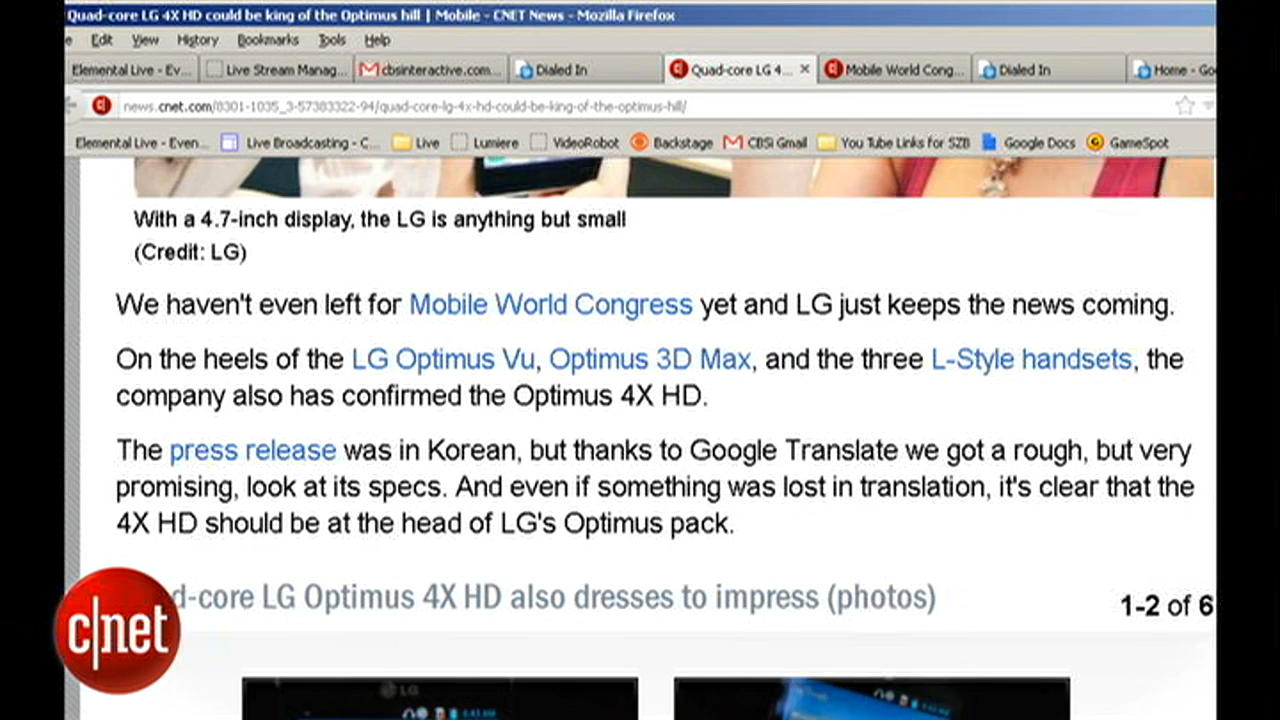 Quad-core LG 4X HD could be king of the Optimus hill | Mobile - CNET News - Mozilla Firefox
e Edit View History Bookmarks Tools Help
Elemental Live - Ev... Live Stream Manag... cbsinteractive.com... Dialed In Quad-core LG 4... × Mobile World Cong... Dialed In Home - Go
news.cnet.com/8301-1035_3-57383322-94/quad-core-lg-4x-hd-could-be-king-of-the-optimus-hill/
Elemental Live - Even... Live Broadcasting - C... Live Lumiere VideoRobot Backstage CBSi Gmail You Tube Links for SZB Google Docs GameSpot
With a 4.7-inch display, the LG is anything but small
(Credit: LG)
We haven't even left for Mobile World Congress yet and LG just keeps the news coming.
On the heels of the LG Optimus Vu, Optimus 3D Max, and the three L-Style handsets, the
company also has confirmed the Optimus 4X HD.
The press release was in Korean, but thanks to Google Translate we got a rough, but very
promising, look at its specs. And even if something was lost in translation, it's clear that the
4X HD should be at the head of LG's Optimus pack.
d-core LG Optimus 4X HD also dresses to impress (photos)
1-2 of 6
c|net
LG